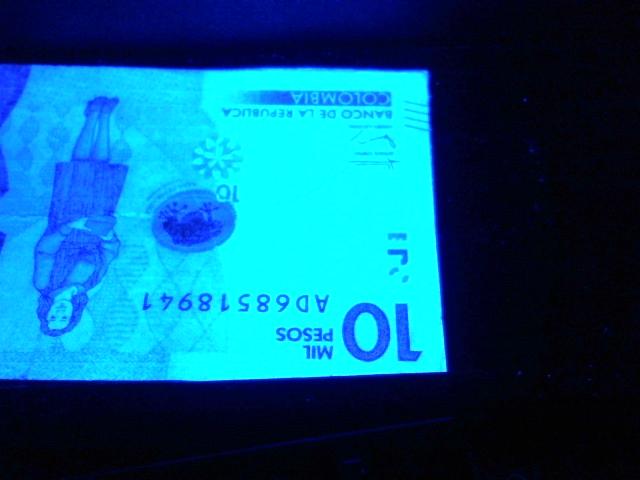 10
MIL
PESOS
AD68518941
10
BANCO DE LA REPUBLICA
COLOMBIA